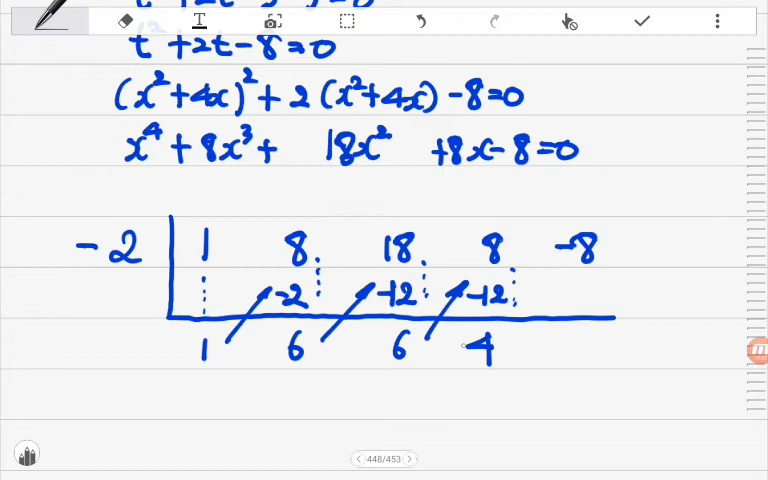 t² + 2t - 8 = 0
(x² + 4x)² + 2 (x² + 4x) - 8 = 0
x⁴ + 8x³ + 18x² + 8x - 8 = 0
-2 | 1 8 18 8 -8
-2 -12 -12
1 6 6 4
448/453